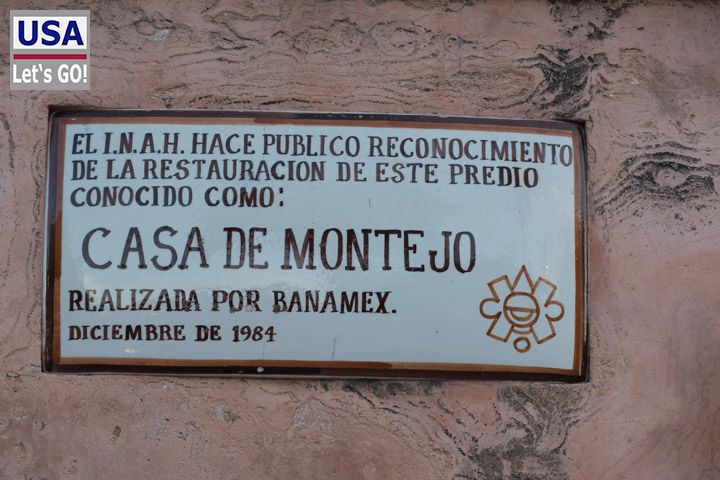 USA
Let's GO!
EL I.N.A.H. HACE PUBLICO RECONOCIMIENTO
DE LA RESTAURACION DE ESTE PREDIO
CONOCIDO COMO:
CASA DE MONTEJO
REALIZADA POR BANAMEX.
DICIEMBRE DE 1984